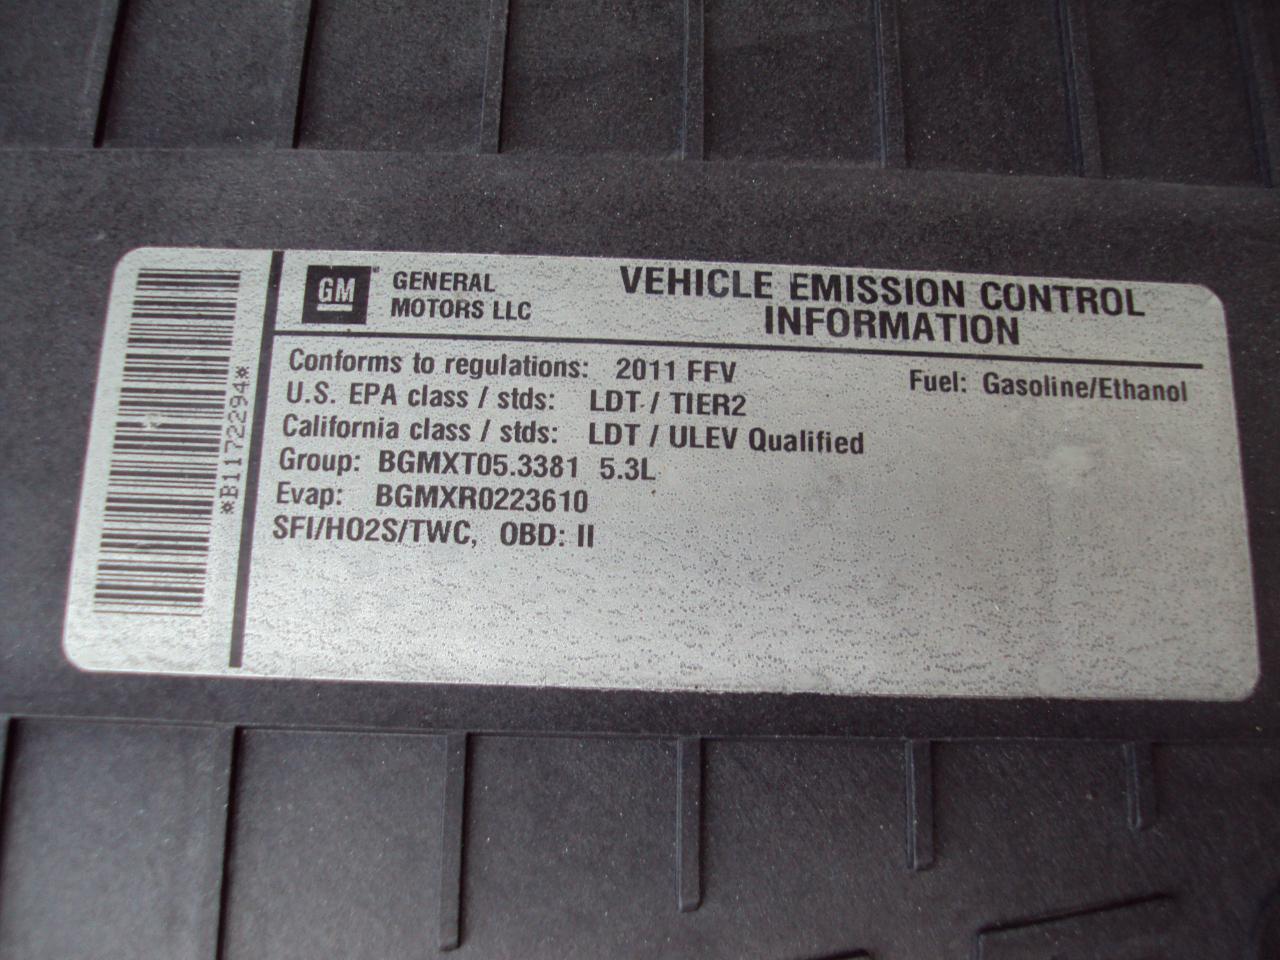 *B1172294*
GM
GENERAL
MOTORS LLC
VEHICLE EMISSION CONTROL
INFORMATION
Conforms to regulations: 2011 FFV
Fuel: Gasoline/Ethanol
U.S. EPA class / stds: LDT / TIER2
California class / stds: LDT / ULEV Qualified
Group: BGMXT05.3381 5.3L
Evap: BGMXR0223610
SFI/HO2S/TWC, OBD: II